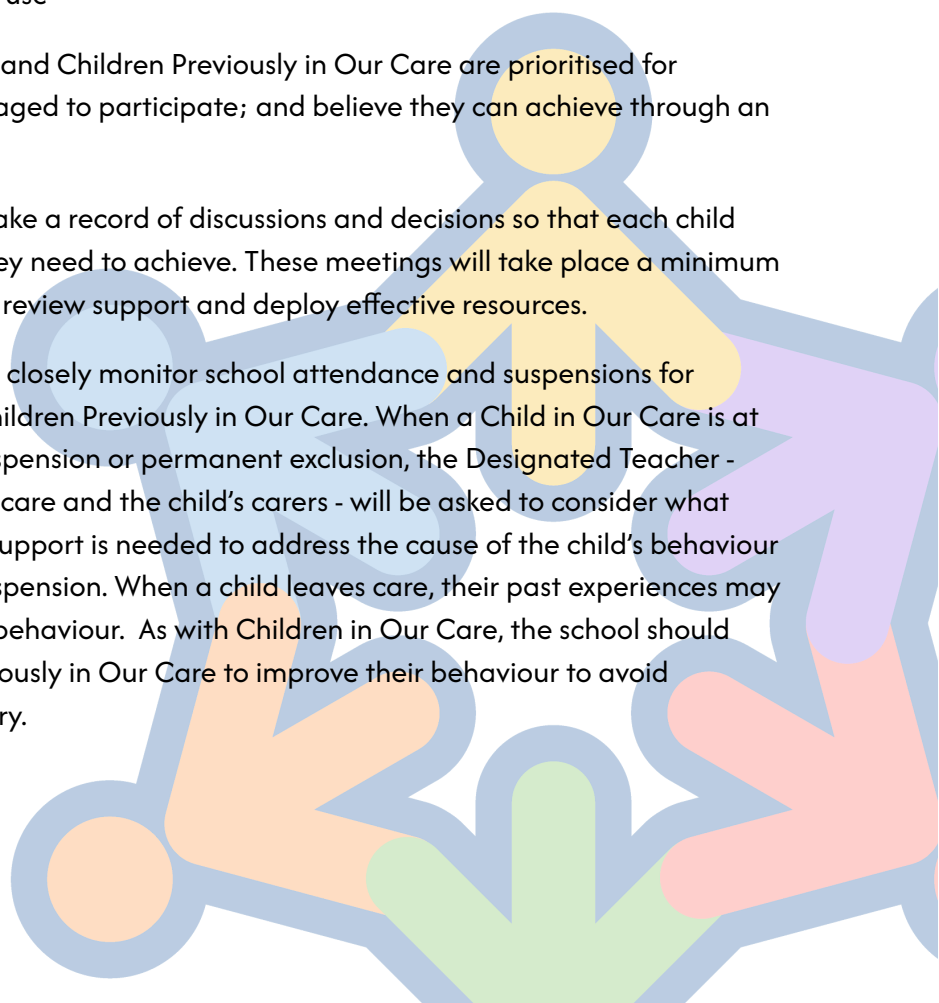 use
and Children Previously in Our Care are prioritised for
aged to participate; and believe they can achieve through an
ake a record of discussions and decisions so that each child
ey need to achieve. These meetings will take place a minimum
review support and deploy effective resources.
closely monitor school attendance and suspensions for
ildren Previously in Our Care. When a Child in Our Care is at
spension or permanent exclusion, the Designated Teacher -
care and the child’s carers - will be asked to consider what
upport is needed to address the cause of the child’s behaviour
spension. When a child leaves care, their past experiences may
behaviour.  As with Children in Our Care, the school should
ously in Our Care to improve their behaviour to avoid
ry.